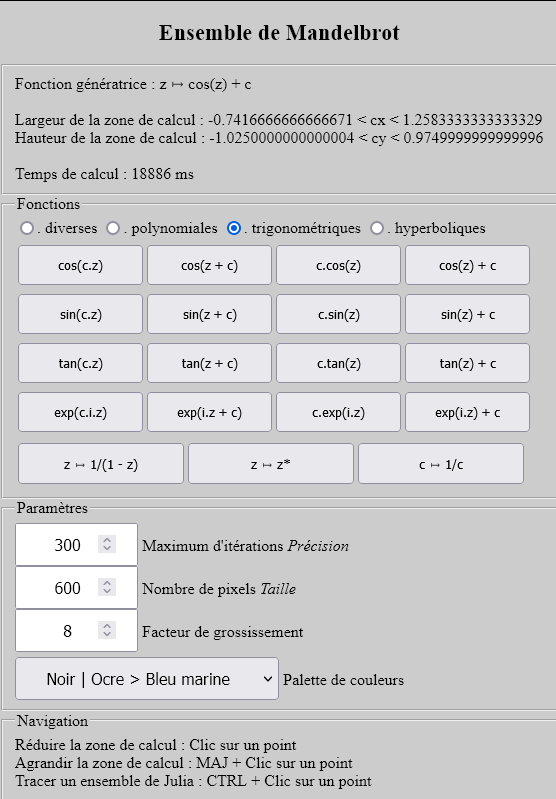 Ensemble de Mandelbrot
Fonction génératrice : z ↦ cos(z) + c
Largeur de la zone de calcul : -0.7416666666666671 < cx < 1.2583333333333329
Hauteur de la zone de calcul : -1.0250000000000004 < cy < 0.9749999999999996
Temps de calcul : 18886 ms
Fonctions
. diverses . polynomiales . trigonométriques . hyperboliques
cos(c.z) cos(z + c) c.cos(z) cos(z) + c
sin(c.z) sin(z + c) c.sin(z) sin(z) + c
tan(c.z) tan(z + c) c.tan(z) tan(z) + c
exp(c.i.z) exp(i.z + c) c.exp(i.z) exp(i.z) + c
z ↦ 1/(1 - z) z ↦ z* c ↦ 1/c
Paramètres
300 Maximum d'itérations Précision
600 Nombre de pixels Taille
8 Facteur de grossissement
Noir | Ocre > Bleu marine Palette de couleurs
Navigation
Réduire la zone de calcul : Clic sur un point
Agrandir la zone de calcul : MAJ + Clic sur un point
Tracer un ensemble de Julia : CTRL + Clic sur un point